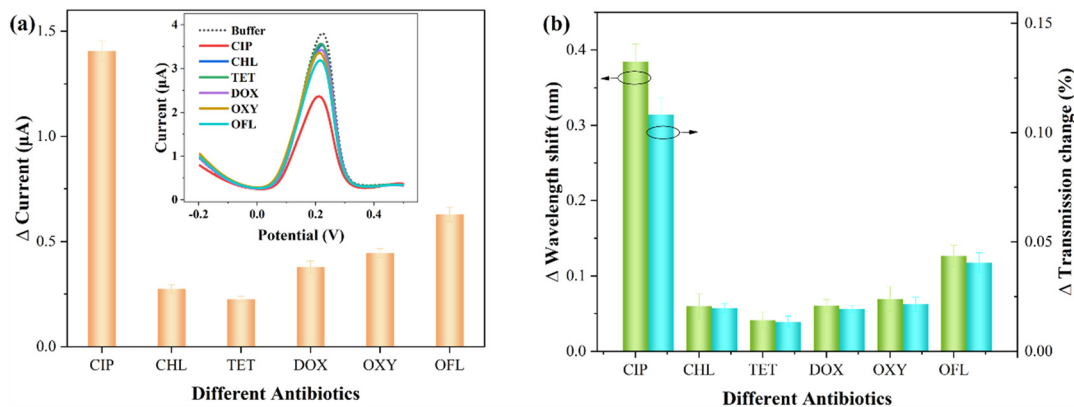 (a)
1.5
1.0
0.5
0.0
Δ Current (μA)
CIP CHL TET DOX OXY OFL
Different Antibiotics
4
3
2
1
0
Current (μA)
-0.2 0.0 0.2 0.4
Potential (V)
Buffer
CIP
CHL
TET
DOX
OXY
OFL
(b)
0.4
0.3
0.2
0.1
0.0
Δ Wavelength shift (nm)
CIP CHL TET DOX OXY OFL
Different Antibiotics
0.15
0.10
0.05
0.00
Δ Transmission change (%)